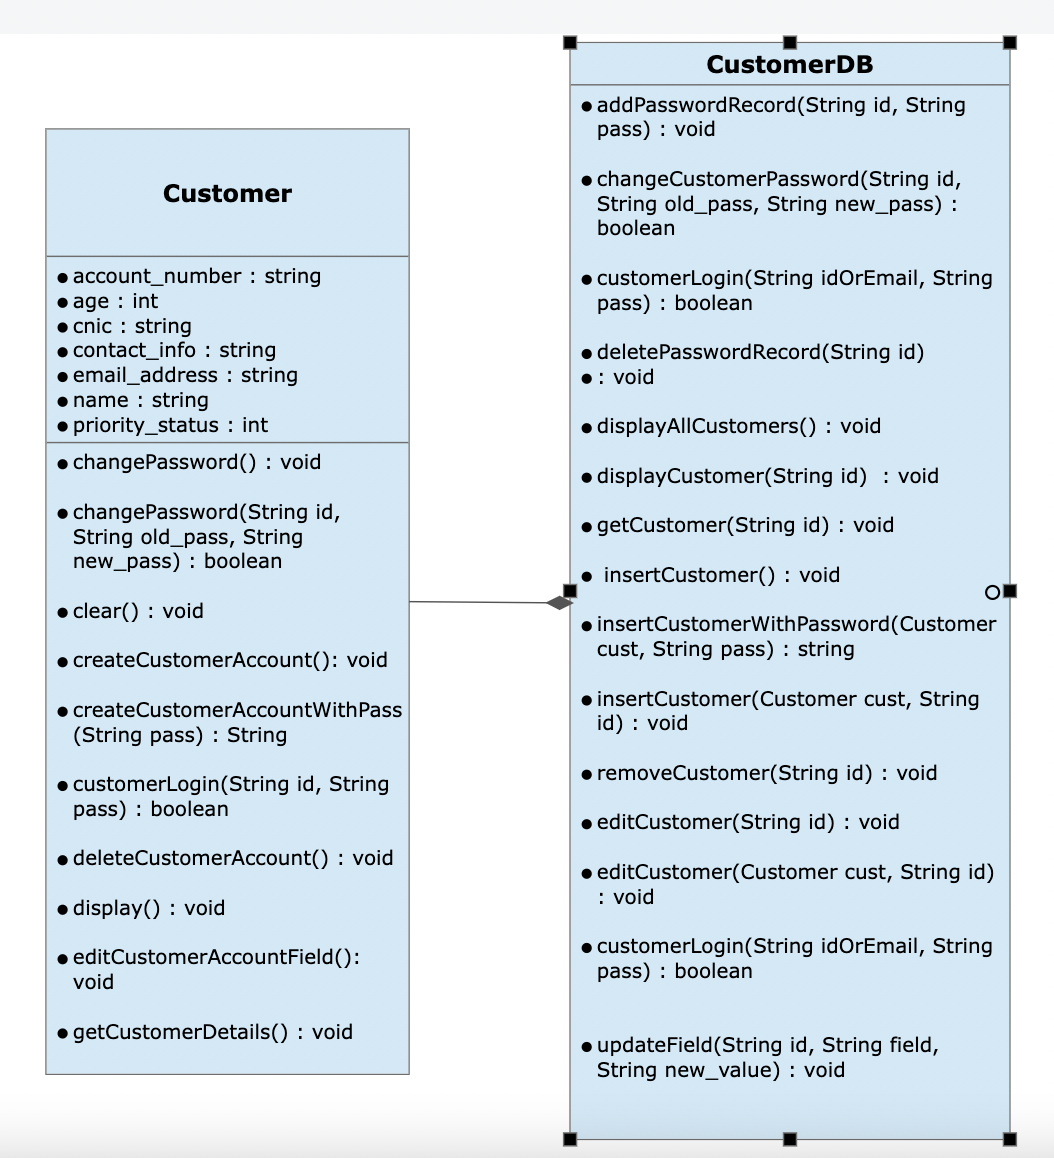 Customer
● account_number : string
● age : int
● cnic : string
● contact_info : string
● email_address : string
● name : string
● priority_status : int
● changePassword() : void
● changePassword(String id,
String old_pass, String
new_pass) : boolean
● clear() : void
● createCustomerAccount(): void
● createCustomerAccountWithPass
(String pass) : String
● customerLogin(String id, String
pass) : boolean
● deleteCustomerAccount() : void
● display() : void
● editCustomerAccountField():
void
● getCustomerDetails() : void
CustomerDB
● addPasswordRecord(String id, String
pass) : void
● changeCustomerPassword(String id,
String old_pass, String new_pass) :
boolean
● customerLogin(String idOrEmail, String
pass) : boolean
● deletePasswordRecord(String id)
● : void
● displayAllCustomers() : void
● displayCustomer(String id)  : void
● getCustomer(String id) : void
● insertCustomer() : void
● insertCustomerWithPassword(Customer
cust, String pass) : string
● insertCustomer(Customer cust, String
id) : void
● removeCustomer(String id) : void
● editCustomer(String id) : void
● editCustomer(Customer cust, String id)
: void
● customerLogin(String idOrEmail, String
pass) : boolean
● updateField(String id, String field,
String new_value) : void